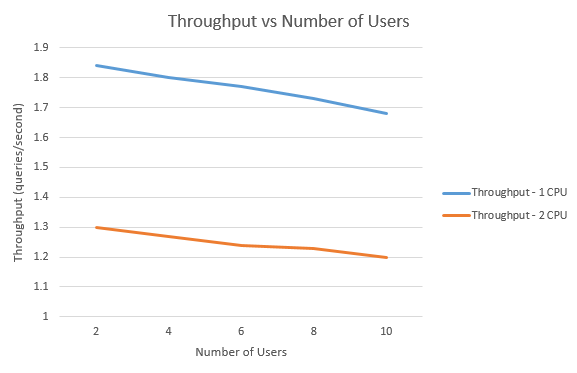 Throughput vs Number of Users
1.9
1.8
1.7
1.6
1.5
1.4
1.3
1.2
1.1
1
Throughput (queries/second)
2 4 6 8 10
Number of Users
Throughput - 1 CPU
Throughput - 2 CPU